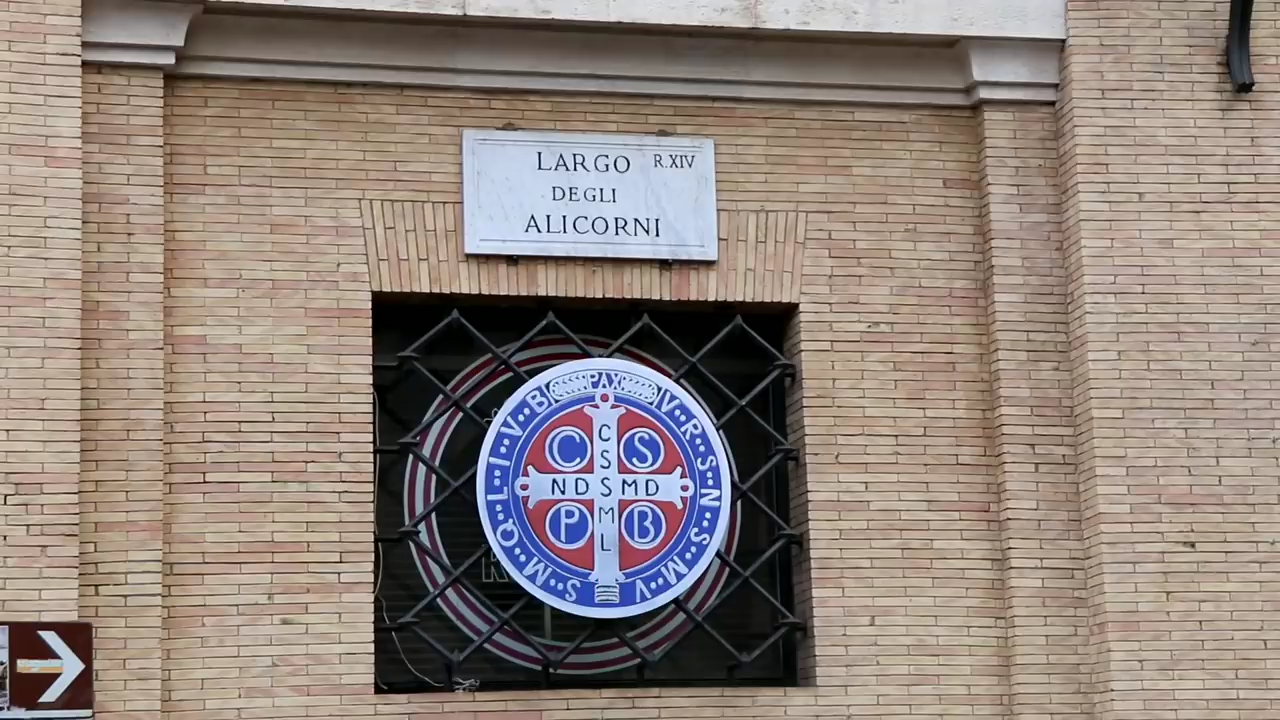 LARGO R.XIV
DEGLI
ALICORNI
PAX
V·R·S·N·S·M·V
S·M·Q·L·I·V·B
C S
P B
C S S M L
N D S M D